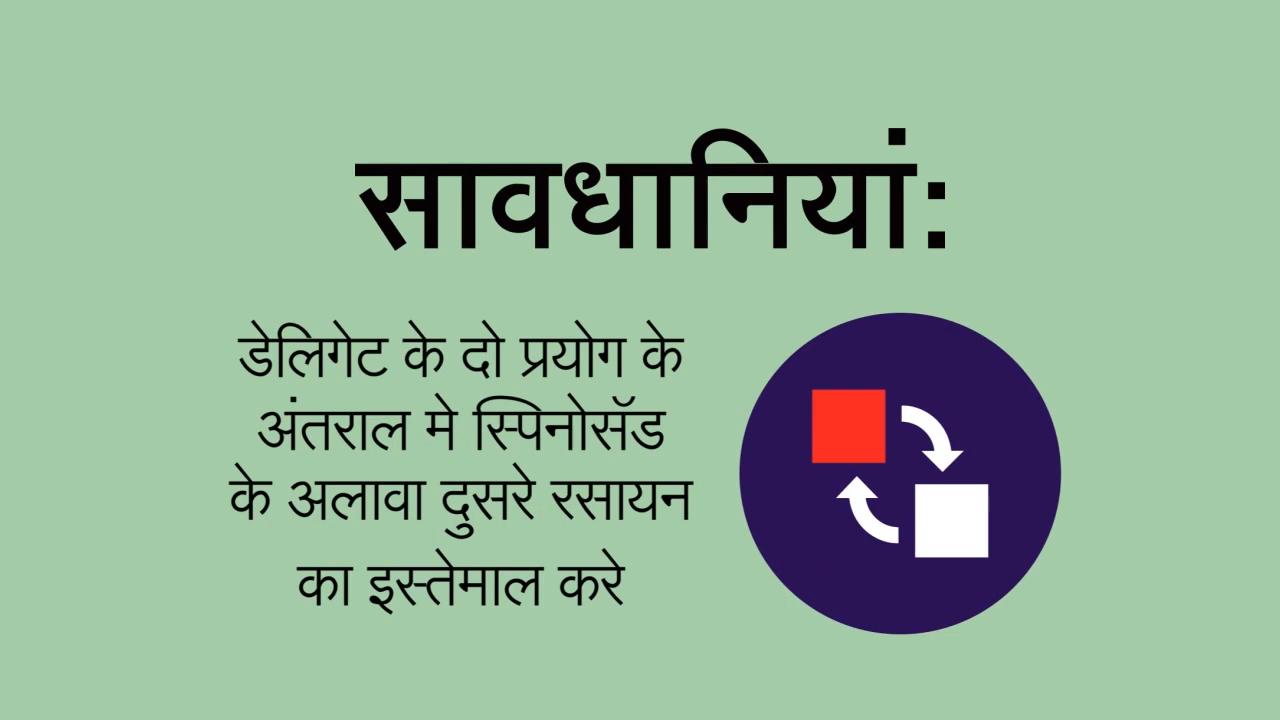 सावधानियां:
डेलिगेट के दो प्रयोग के
अंतराल मे स्पिनोसॅड
के अलावा दुसरे रसायन
का इस्तेमाल करे